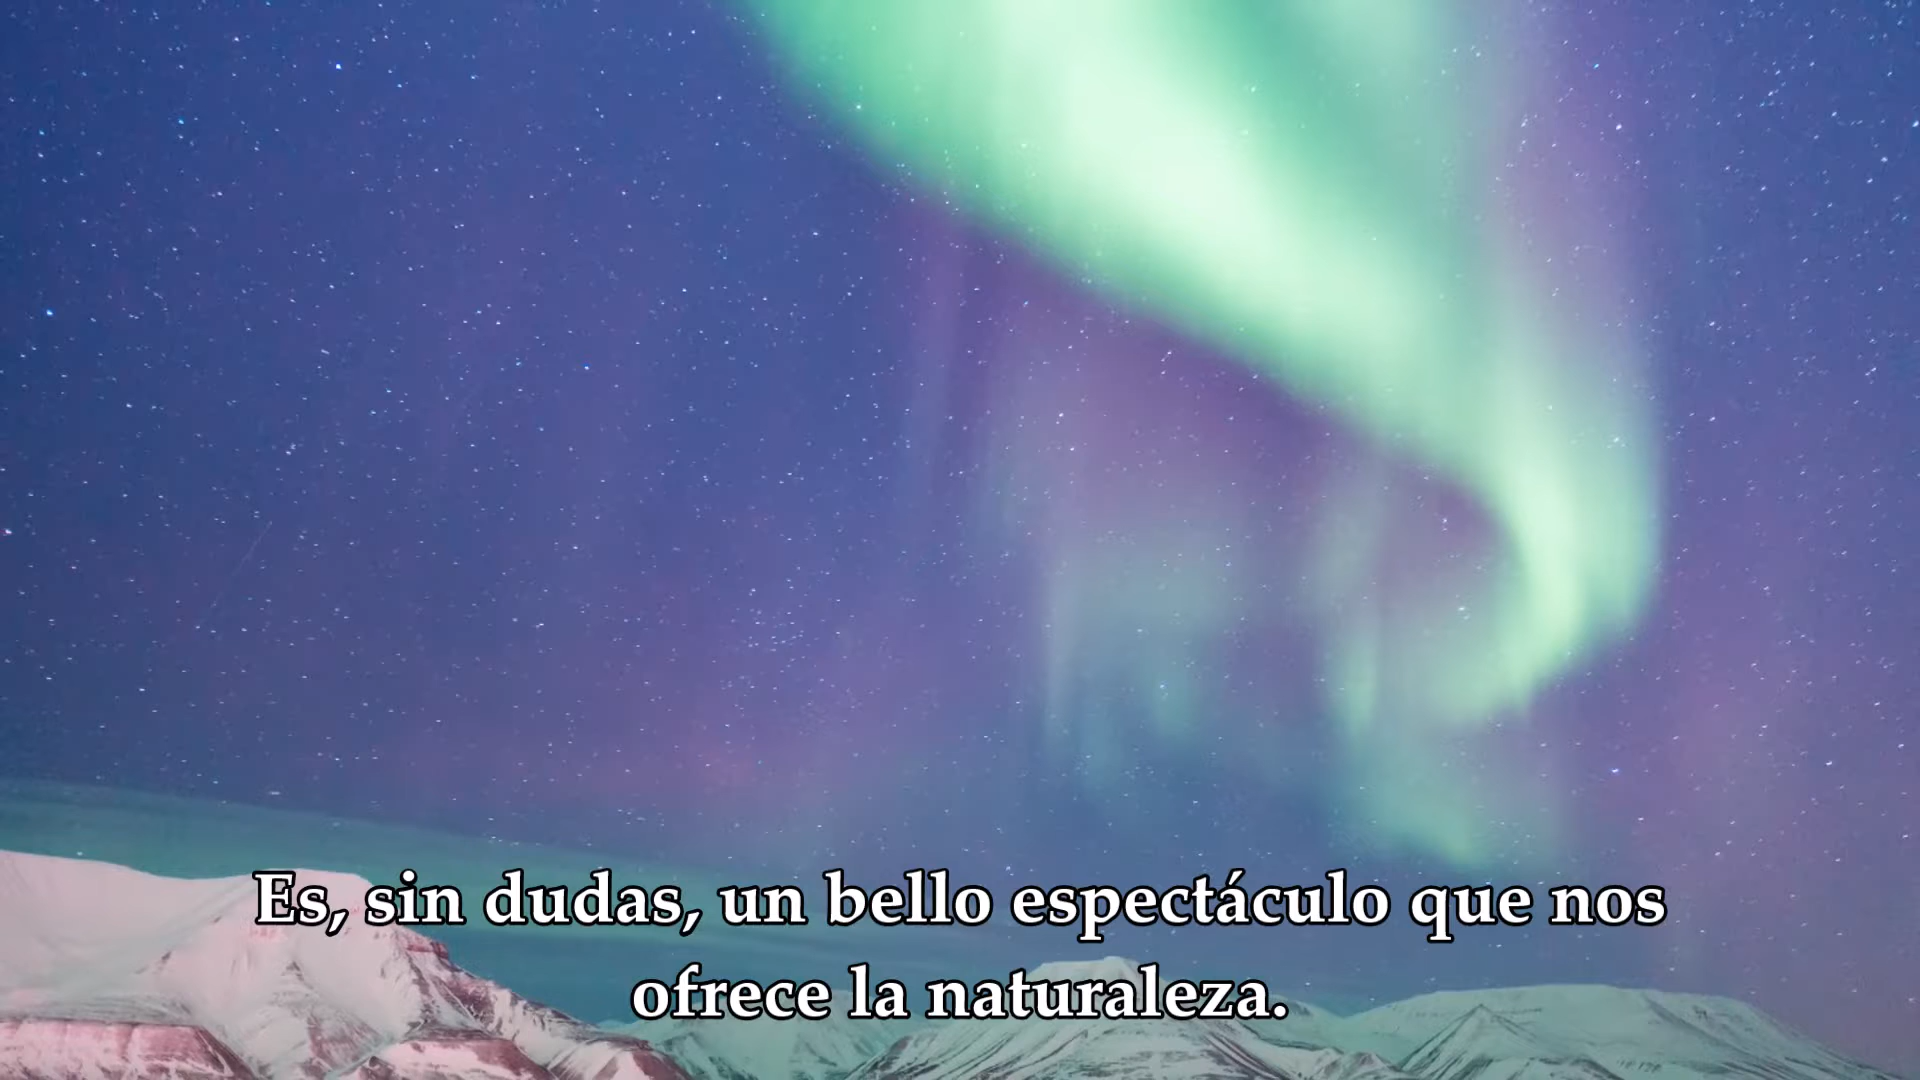 Es, sin dudas, un bello espectáculo que nos
ofrece la naturaleza.